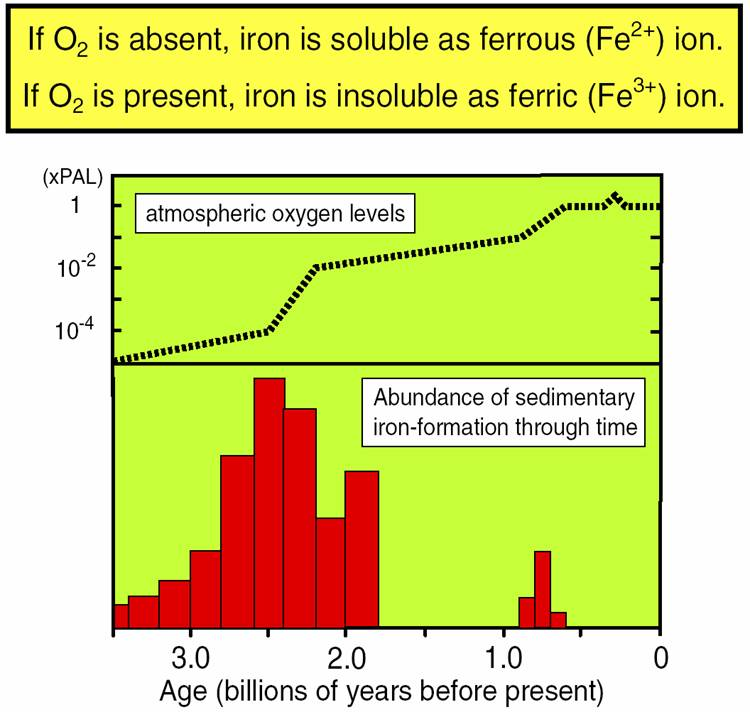 If O₂ is absent, iron is soluble as ferrous (Fe²⁺) ion.
If O₂ is present, iron is insoluble as ferric (Fe³⁺) ion.
(xPAL)
1
10⁻²
10⁻⁴
atmospheric oxygen levels
Abundance of sedimentary
iron-formation through time
3.0 2.0 1.0 0
Age (billions of years before present)